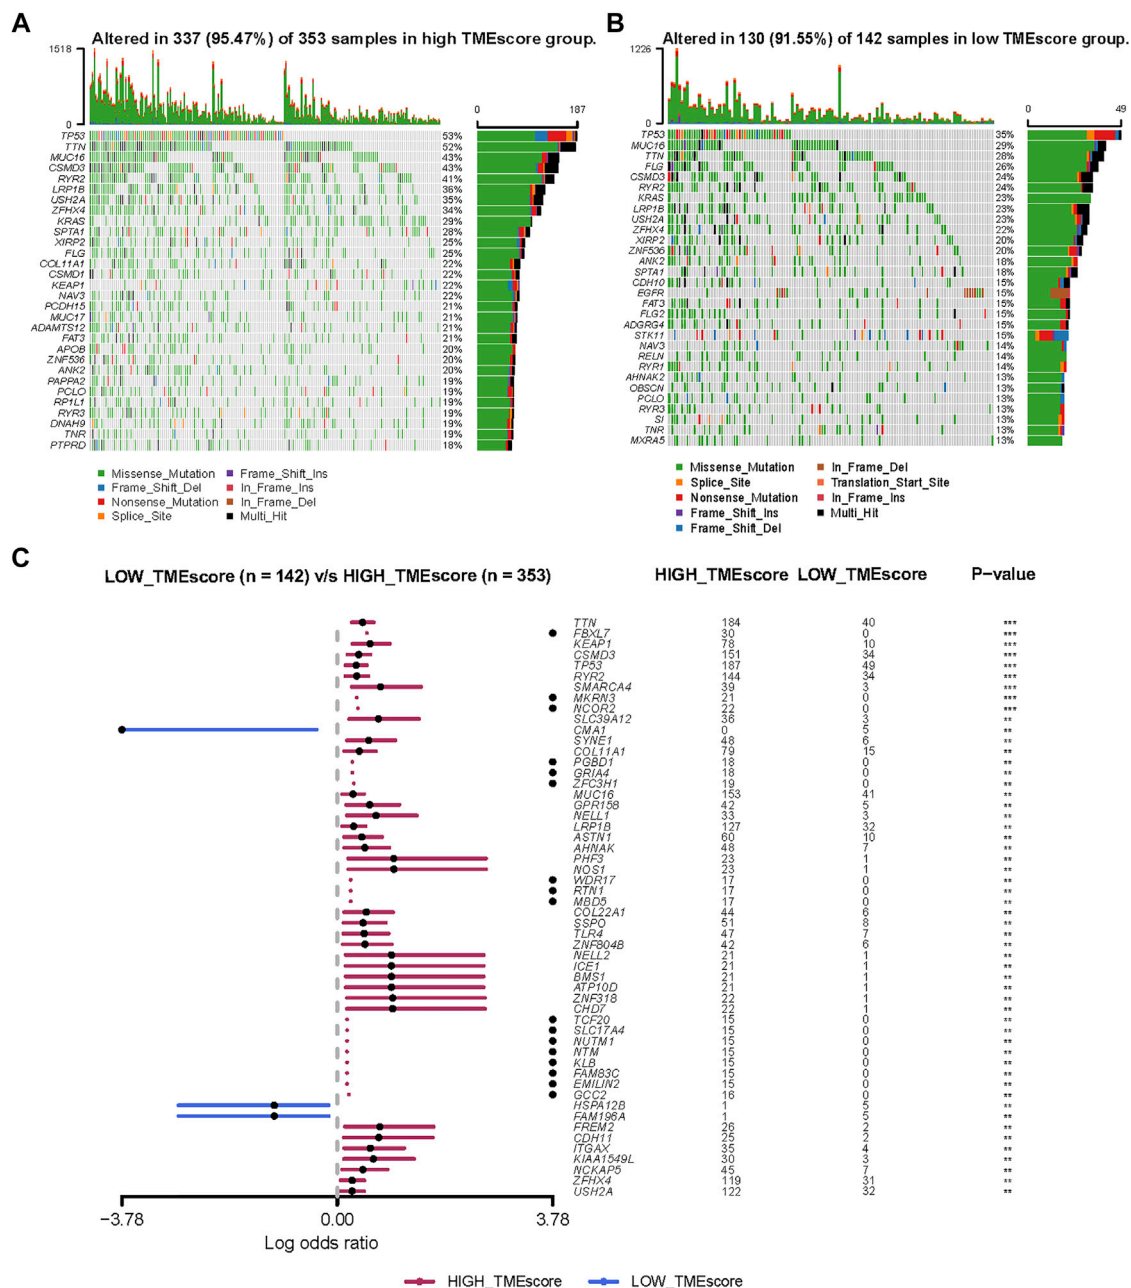 A
Altered in 337 (95.47%) of 353 samples in high TMEscore group.
1518
0
0 187
TP53 53%
TTN 52%
MUC16 43%
CSMD3 43%
RYR2 41%
LRP1B 36%
USH2A 35%
ZFHX4 34%
KRAS 29%
SPTA1 28%
XIRP2 25%
FLG 25%
COL11A1 22%
CSMD1 22%
KEAP1 22%
NAV3 22%
PCDH15 21%
MUC17 21%
ADAMTS12 21%
FAT3 21%
APOB 20%
ZNF536 20%
ANK2 20%
PAPPA2 19%
PCLO 19%
RP1L1 19%
RYR3 19%
DNAH9 19%
TNR 19%
PTPRD 18%
Missense_Mutation Frame_Shift_Ins
Frame_Shift_Del In_Frame_Ins
Nonsense_Mutation In_Frame_Del
Splice_Site Multi_Hit
B
Altered in 130 (91.55%) of 142 samples in low TMEscore group.
1226
0
0 49
TP53 35%
MUC16 29%
TTN 28%
FLG 26%
CSMD3 24%
RYR2 24%
KRAS 23%
LRP1B 23%
USH2A 23%
ZFHX4 22%
XIRP2 20%
ZNF536 20%
ANK2 18%
SPTA1 18%
CDH10 15%
EGFR 15%
FAT3 15%
FLG2 15%
ADGRG4 15%
STK11 15%
NAV3 14%
RELN 14%
RYR1 14%
AHNAK2 13%
OBSCN 13%
PCLO 13%
RYR3 13%
SI 13%
TNR 13%
MXRA5 13%
Missense_Mutation In_Frame_Del
Splice_Site Translation_Start_Site
Nonsense_Mutation In_Frame_Ins
Frame_Shift_Ins Multi_Hit
Frame_Shift_Del
C
LOW_TMEscore (n = 142) v/s HIGH_TMEscore (n = 353) HIGH_TMEscore LOW_TMEscore P-value
TTN 184 40 ***
FBXL7 30 0 ***
KEAP1 78 10 ***
CSMD3 151 34 ***
TP53 187 49 ***
RYR2 144 34 ***
SMARCA4 39 3 ***
MKRN3 21 0 ***
NCOR2 22 0 ***
SLC39A12 36 3 **
CMA1 0 5 **
SYNE1 48 6 **
COL11A1 79 15 **
PGBD1 18 0 **
GRIA4 18 0 **
ZFC3H1 19 0 **
MUC16 153 41 **
GPR158 42 5 **
NELL1 33 3 **
LRP1B 127 32 **
ASTN1 60 10 **
AHNAK 48 7 **
PHF3 23 1 **
NOS1 23 1 **
WDR17 17 0 **
RTN1 17 0 **
MBD5 17 0 **
COL22A1 44 6 **
SSPO 51 8 **
TLR4 47 7 **
ZNF804B 42 6 **
NELL2 21 1 **
ICE1 21 1 **
BMS1 21 1 **
ATP10D 21 1 **
ZNF318 22 1 **
CHD7 22 1 **
TCF20 15 0 **
SLC17A4 15 0 **
NUTM1 15 0 **
NTM 15 0 **
KLB 15 0 **
FAM83C 15 0 **
EMILIN2 15 0 **
GCC2 16 0 **
HSPA12B 1 5 **
FAM196A 1 5 **
FREM2 26 2 **
CDH11 25 2 **
ITGAX 35 4 **
KIAA1549L 30 3 **
NCKAP5 45 7 **
ZFHX4 119 31 **
USH2A 122 32 **
−3.78 0.00 3.78
Log odds ratio
HIGH_TMEscore LOW_TMEscore